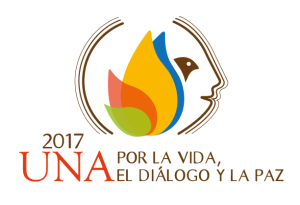 2017
UNA POR LA VIDA,
EL DIÁLOGO Y LA PAZ